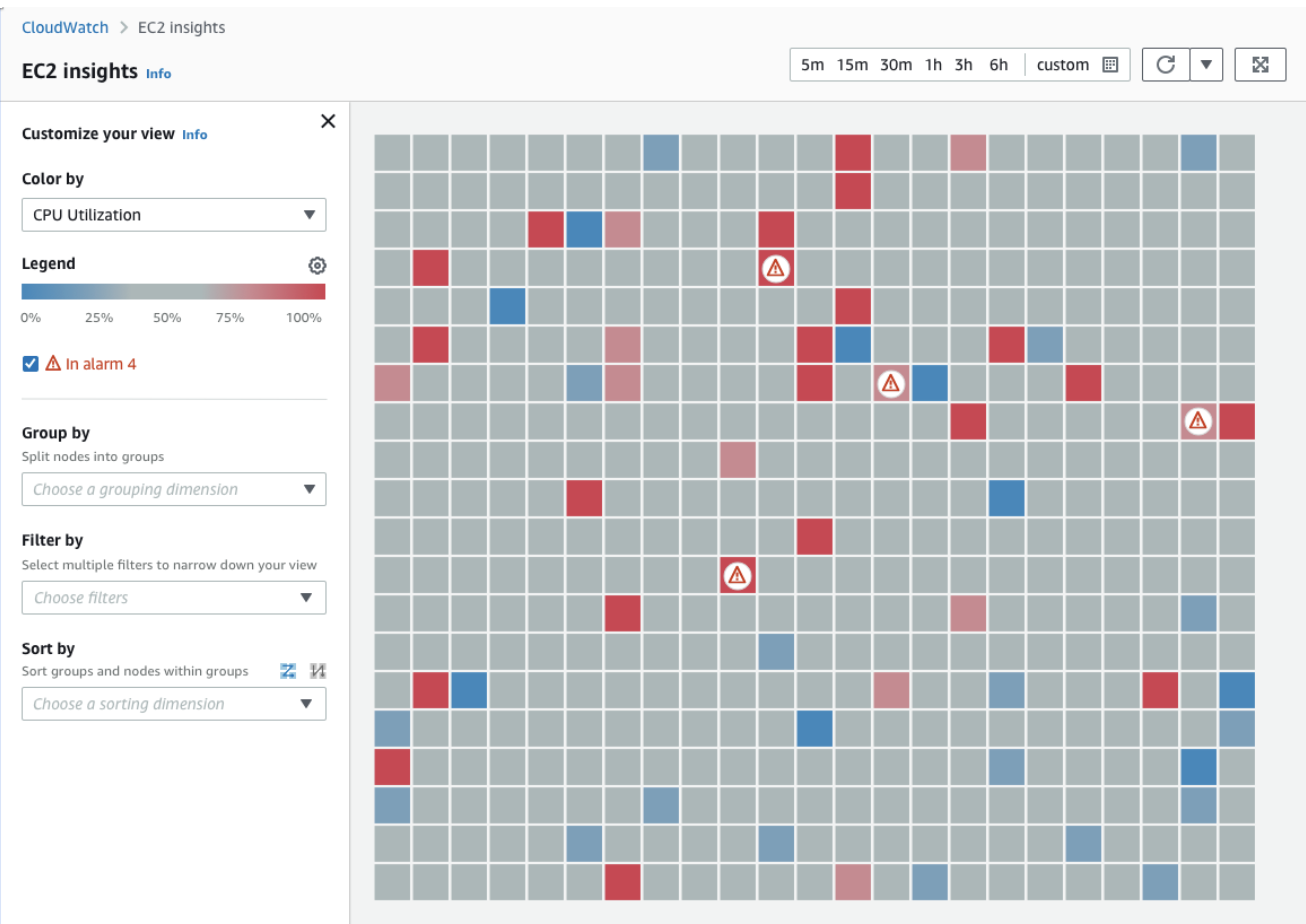 CloudWatch > EC2 insights
EC2 insights Info
5m 15m 30m 1h 3h 6h custom
Customize your view Info
Color by
CPU Utilization
Legend
0% 25% 50% 75% 100%
In alarm 4
Group by
Split nodes into groups
Choose a grouping dimension
Filter by
Select multiple filters to narrow down your view
Choose filters
Sort by
Sort groups and nodes within groups
Choose a sorting dimension